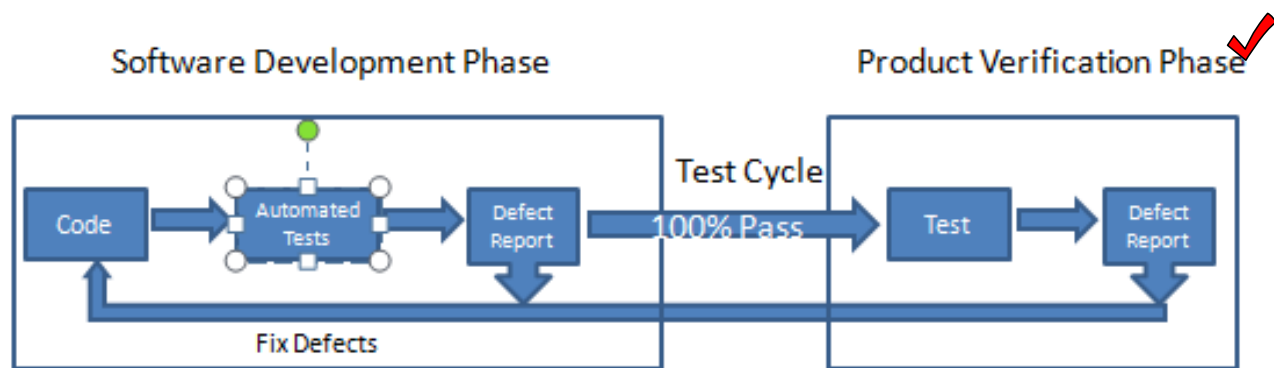 Software Development Phase
Product Verification Phase
Test Cycle
Code
Automated
Tests
Defect
Report
100% Pass
Test
Defect
Report
Fix Defects